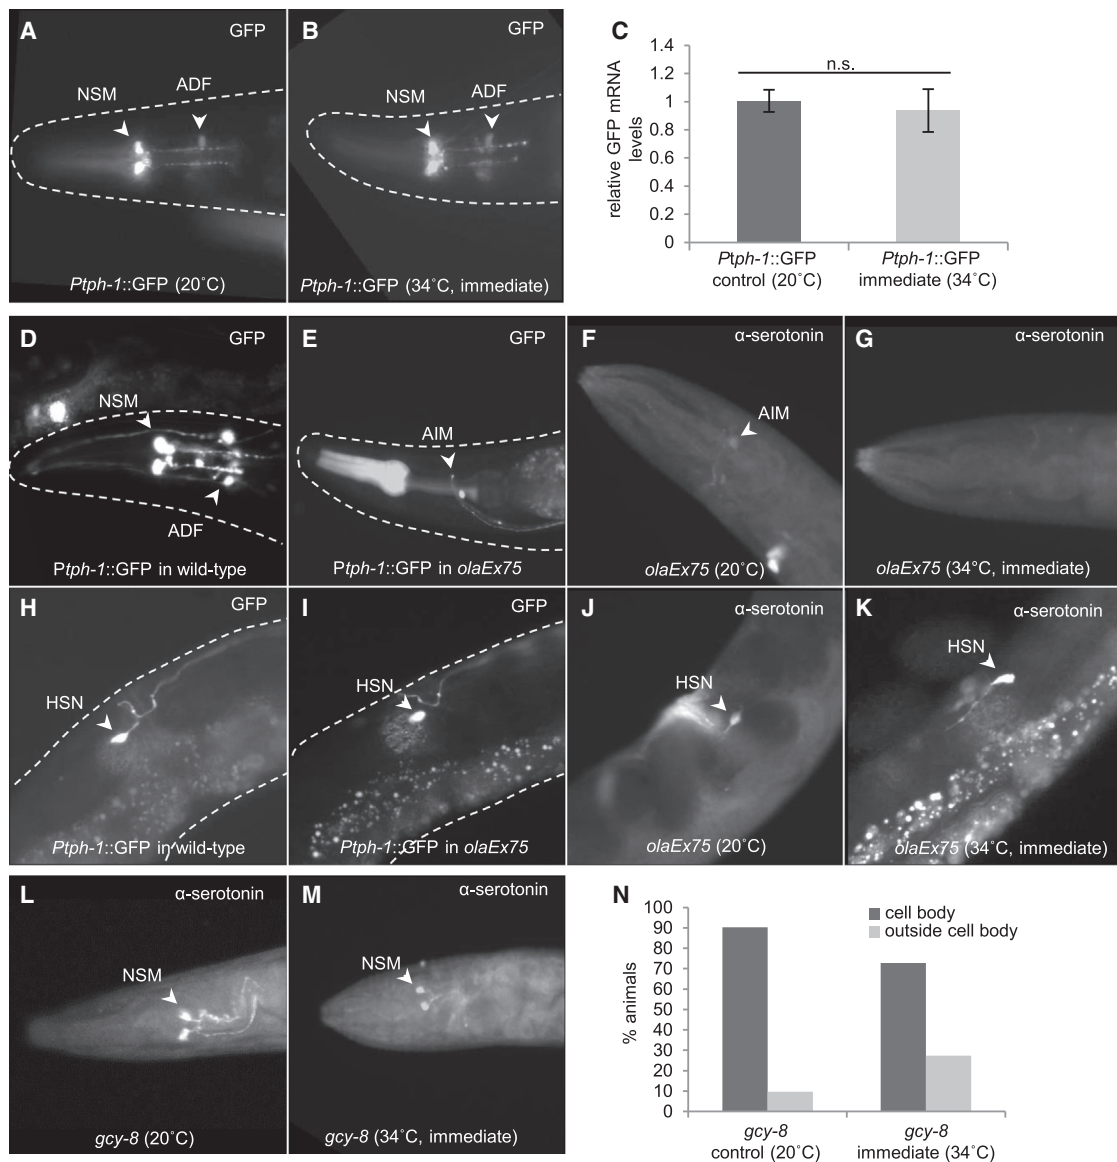 A
GFP
NSM
ADF
Ptph-1::GFP (20˚C)
B
GFP
NSM
ADF
Ptph-1::GFP (34˚C, immediate)
C
relative GFP mRNA
levels
1.4
1.2
1
0.8
0.6
0.4
0.2
0
n.s.
Ptph-1::GFP
control (20˚C)
Ptph-1::GFP
immediate (34˚C)
D
GFP
NSM
ADF
Ptph-1::GFP in wild-type
E
GFP
AIM
Ptph-1::GFP in olaEx75
F
α-serotonin
AIM
olaEx75 (20˚C)
G
α-serotonin
olaEx75 (34°C, immediate)
H
GFP
HSN
Ptph-1::GFP in wild-type
I
GFP
HSN
Ptph-1::GFP in olaEx75
J
α-serotonin
HSN
olaEx75 (20˚C)
K
α-serotonin
HSN
olaEx75 (34˚C, immediate)
L
α-serotonin
NSM
gcy-8 (20˚C)
M
α-serotonin
NSM
gcy-8 (34˚C, immediate)
N
% animals
100
90
80
70
60
50
40
30
20
10
0
cell body
outside cell body
gcy-8
control (20˚C)
gcy-8
immediate (34˚C)